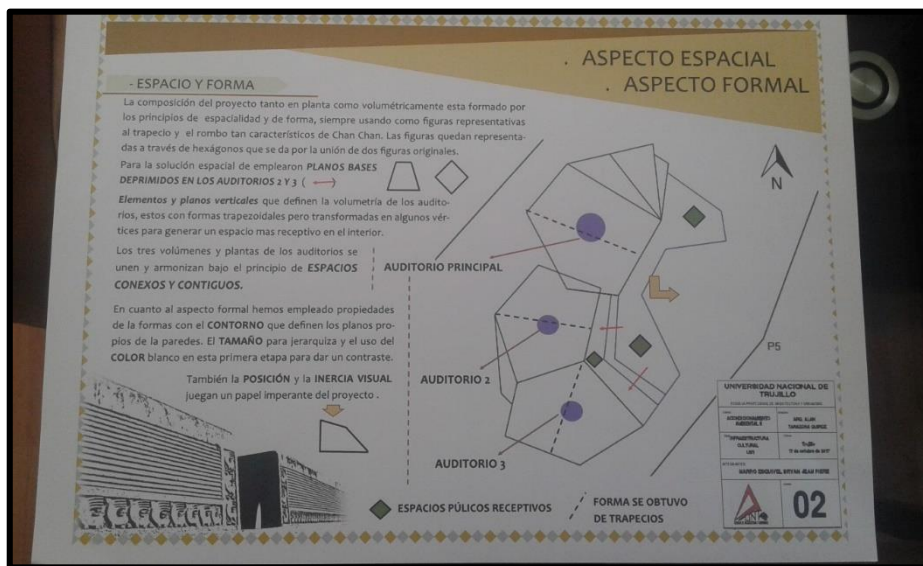 . ASPECTO ESPACIAL
. ASPECTO FORMAL
- ESPACIO Y FORMA
La composición del proyecto tanto en planta como volumétricamente esta formado por
los principios de espacialidad y de forma, siempre usando como figuras representativas
al trapecio y el rombo tan característicos de Chan Chan. Las figuras quedan representa-
das a través de hexágonos que se da por la unión de dos figuras originales.
Para la solución espacial de emplearon PLANOS BASES
DEPRIMIDOS EN LOS AUDITORIOS 2 Y 3 ( )
Elementos y planos verticales que definen la volumetría de los audito-
rios, estos con formas trapezoidales pero transformadas en algunos vér-
tices para generar un espacio mas receptivo en el interior.
Los tres volúmenes y plantas de los auditorios se
unen y armonizan bajo el principio de ESPACIOS
CONEXOS Y CONTIGUOS.
En cuanto al aspecto formal hemos empleado propiedades
de la formas con el CONTORNO que definen los planos pro-
pios de la paredes. El TAMAÑO para jerarquiza y el uso del
COLOR blanco en esta primera etapa para dar un contraste.
También la POSICIÓN y la INERCIA VISUAL
juegan un papel imperante del proyecto .
N
AUDITORIO PRINCIPAL
AUDITORIO 2
AUDITORIO 3
P5
ESPACIOS PÚLICOS RECEPTIVOS
FORMA SE OBTUVO
DE TRAPECIOS
UNIVERSIDAD NACIONAL DE
TRUJILLO
ACONDICIONAMIENTO
AMBIENTAL II
INFRAESTRUCTURA
CULTURAL
02